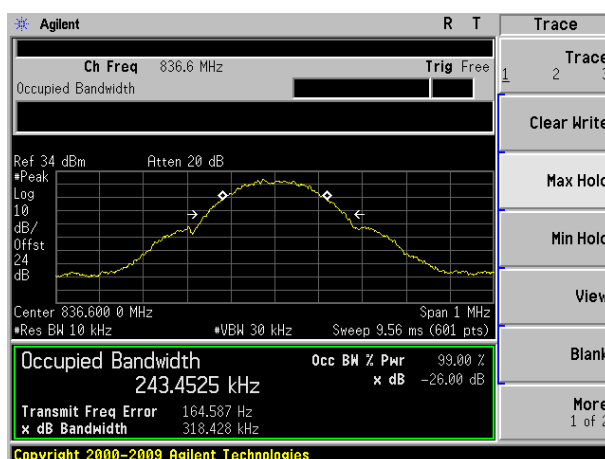 Agilent R T Trace
Ch Freq 836.6 MHz Trig Free
Occupied Bandwidth
Trace
1 2 3
Clear Write
Max Hold
Min Hold
View
Blank
More
1 of 2
Ref 34 dBm Atten 20 dB
#Peak
Log
10
dB/
Offst
24
dB
Center 836.600 0 MHz Span 1 MHz
#Res BW 10 kHz #VBW 30 kHz Sweep 9.56 ms (601 pts)
Occupied Bandwidth Occ BW % Pwr 99.00 %
243.4525 kHz x dB -26.00 dB
Transmit Freq Error 164.587 Hz
x dB Bandwidth 318.428 kHz
Copyright 2000-2009 Agilent Technologies